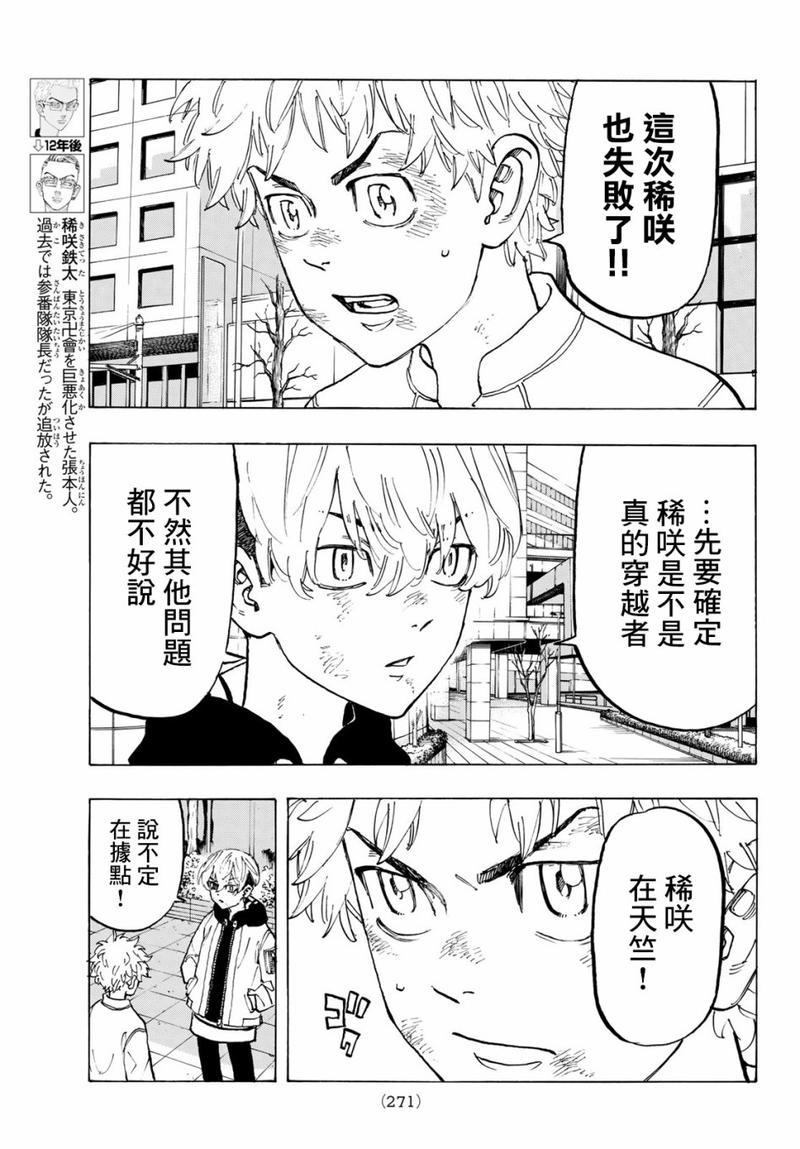 這次稀咲
也失敗了!!
⇩12年後
稀咲鉄太 東京卍會を巨悪化させた張本人。
過去では参番隊隊長だったが追放された。
…先要確定
稀咲是不是
真的穿越者
不然其他問題
都不好說
稀咲
在天竺！
ゴク
說不定
在據點！
(271)